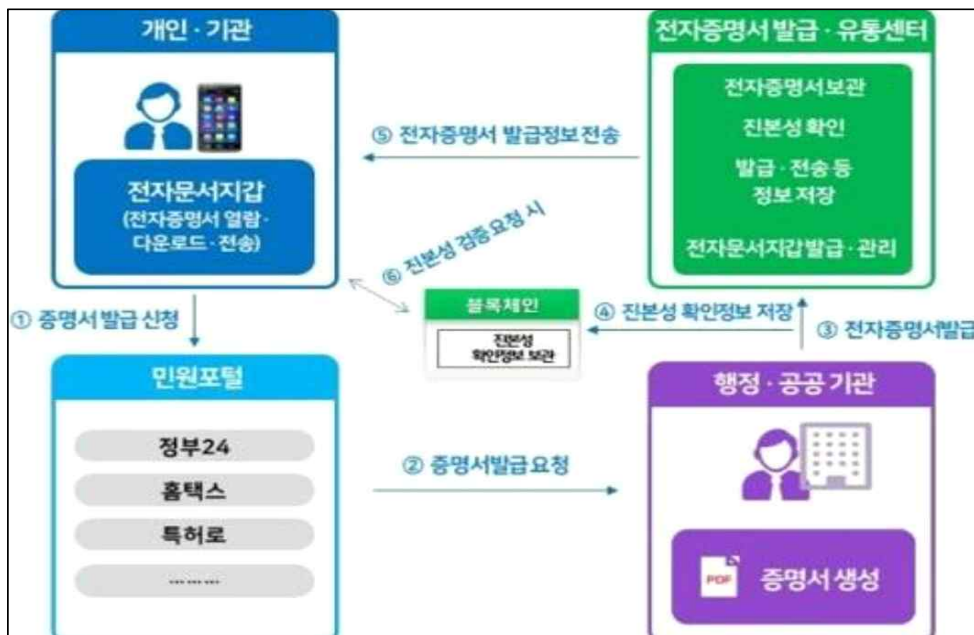 개인 · 기관
전자문서지갑
(전자증명서 열람 ·
다운로드 · 전송)
전자증명서 발급 · 유통센터
전자증명서 보관
진본성 확인
발급 · 전송 등
정보 저장
전자문서지갑 발급 · 관리
⑤ 전자증명서 발급정보 전송
⑥ 진본성 검증 요청 시
블록체인
진본성
확인정보 보관
④ 진본성 확인정보 저장
③ 전자증명서발급
① 증명서 발급 신청
민원포털
정부24
홈택스
특허로
………
② 증명서발급 요청
행정 · 공공 기관
PDF
증명서 생성